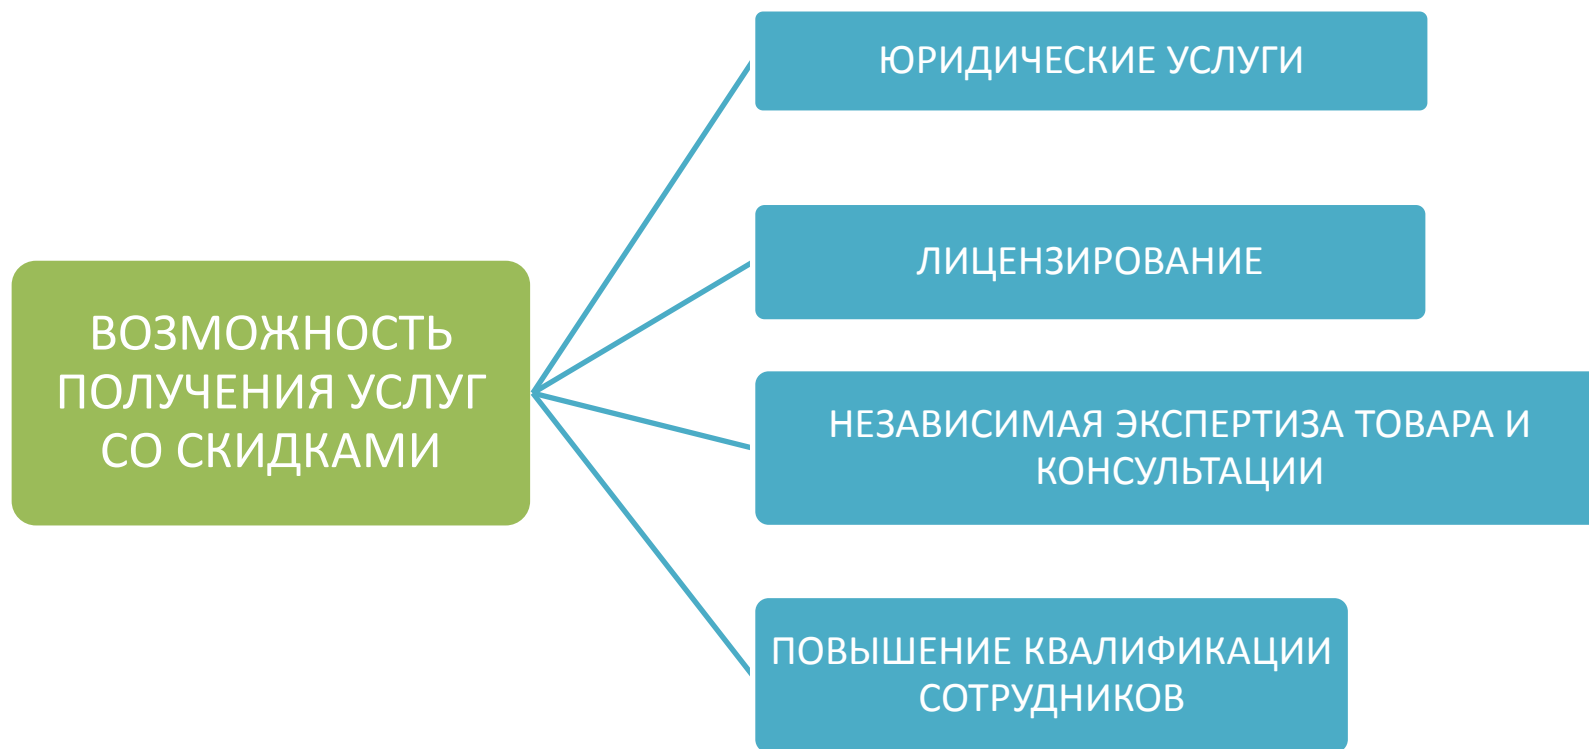 ВОЗМОЖНОСТЬ
ПОЛУЧЕНИЯ УСЛУГ
СО СКИДКАМИ
ЮРИДИЧЕСКИЕ УСЛУГИ
ЛИЦЕНЗИРОВАНИЕ
НЕЗАВИСИМАЯ ЭКСПЕРТИЗА ТОВАРА И
КОНСУЛЬТАЦИИ
ПОВЫШЕНИЕ КВАЛИФИКАЦИИ
СОТРУДНИКОВ